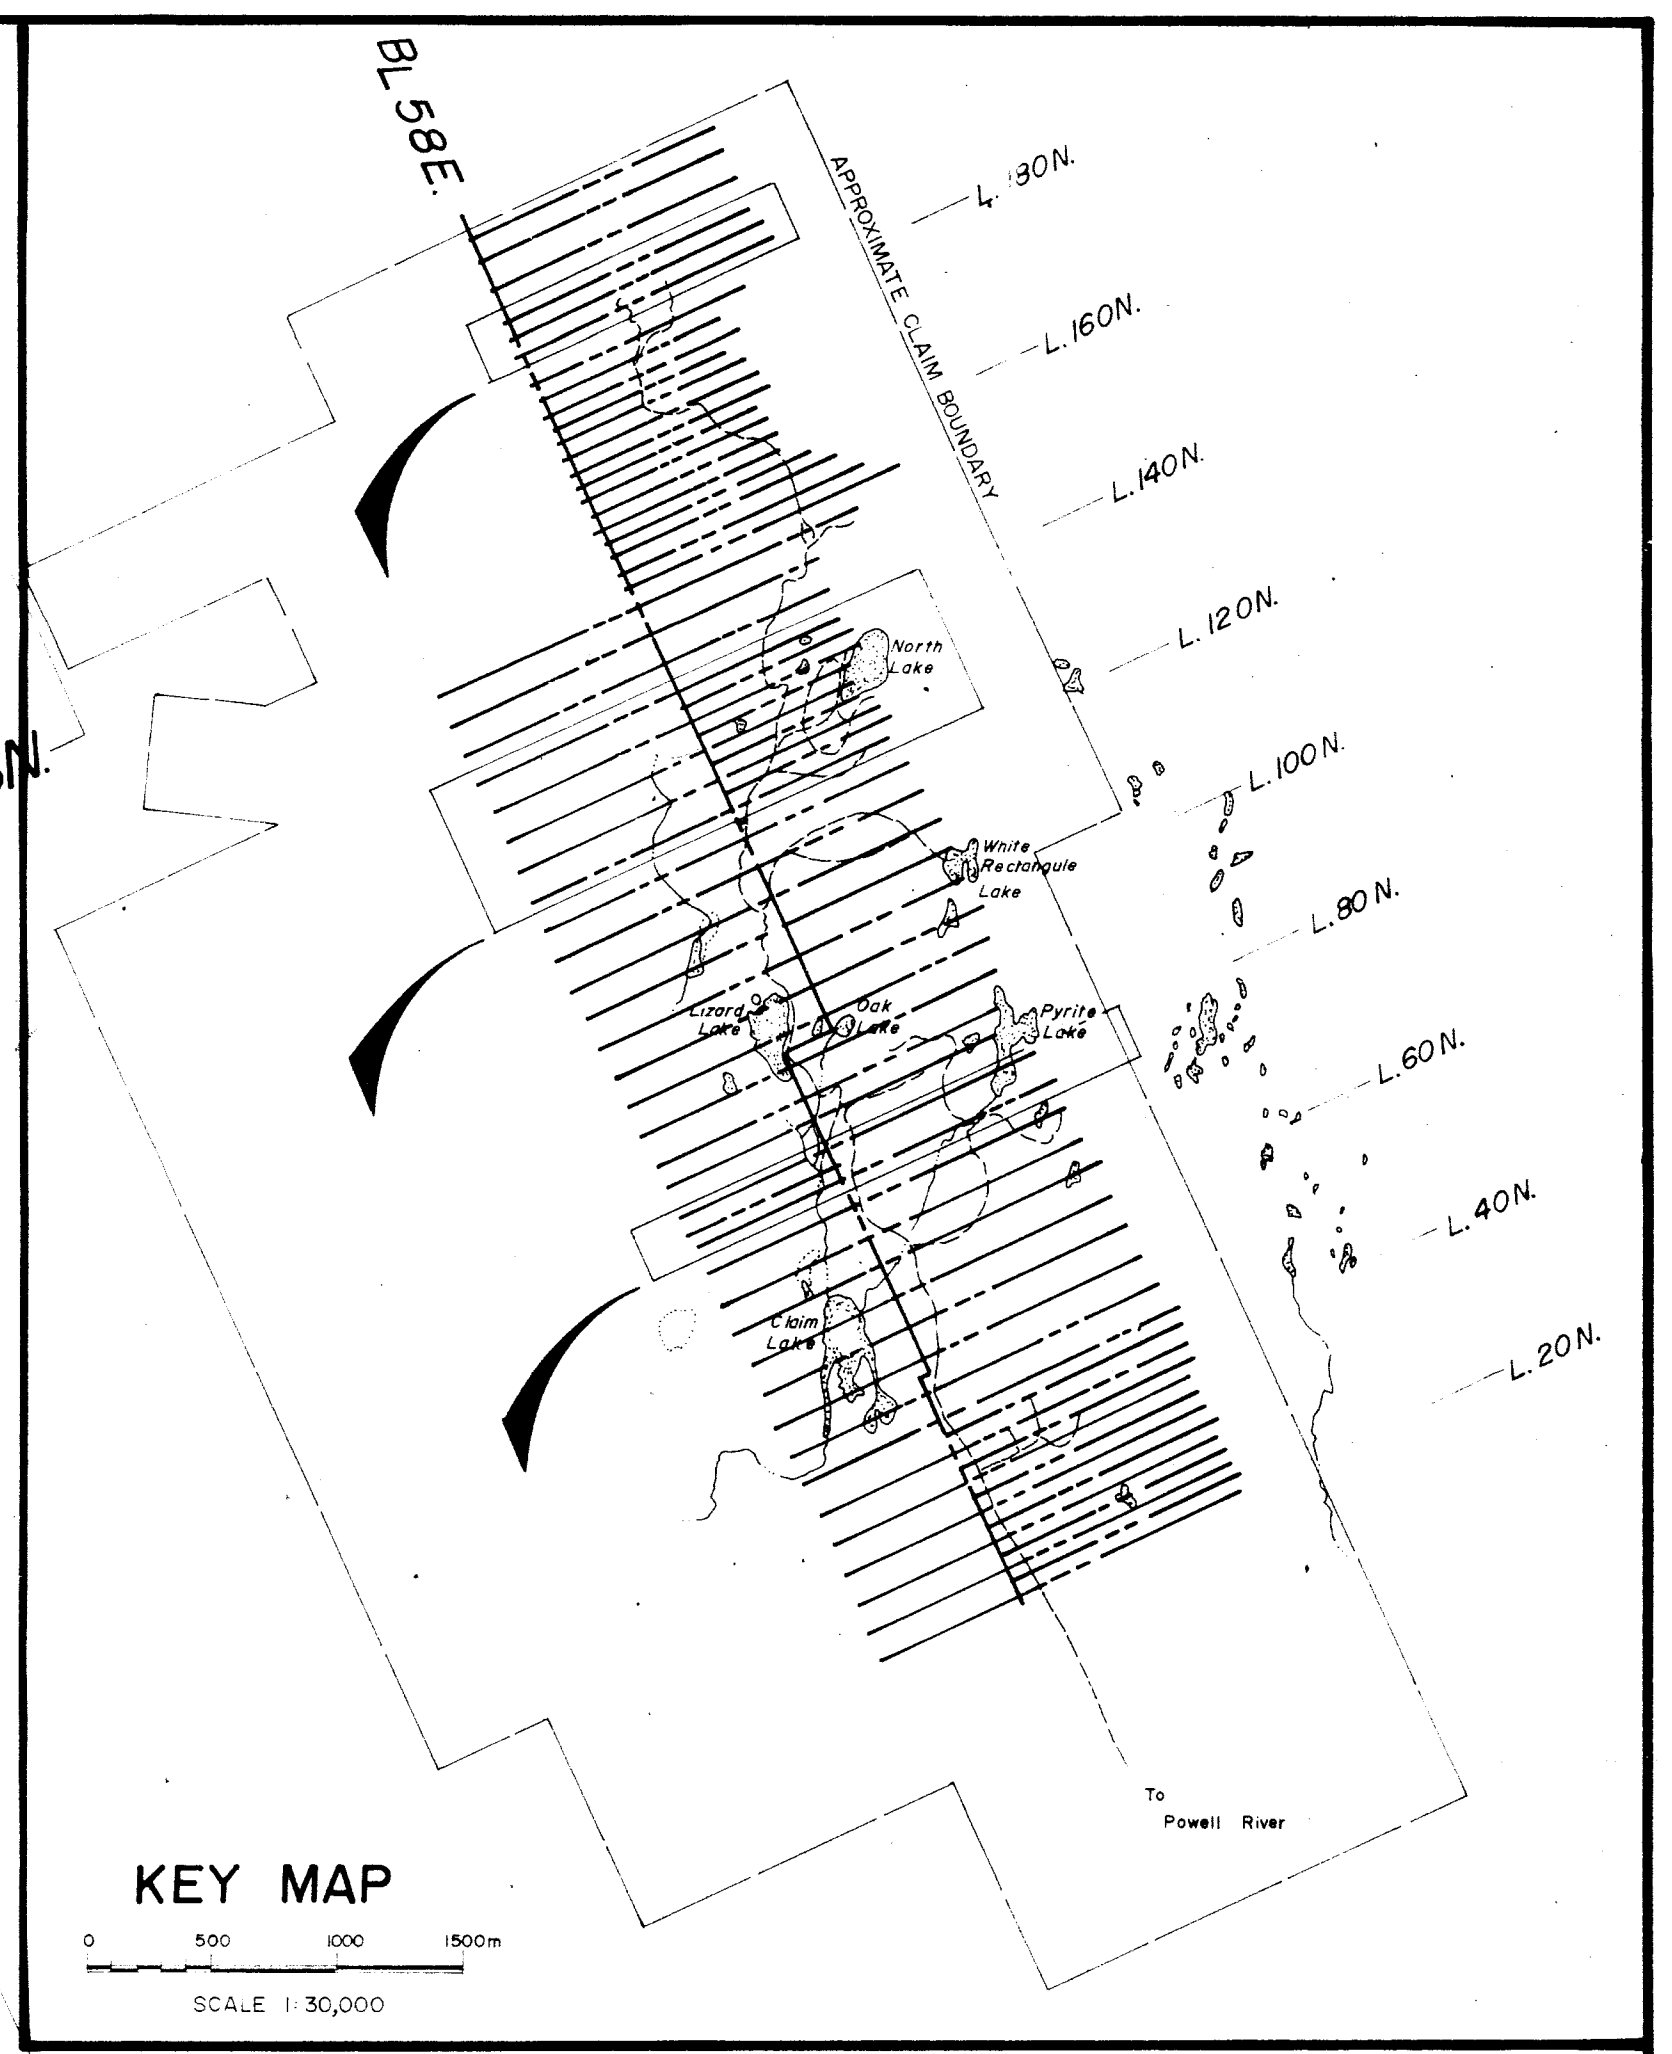 BL 58E.
APPROXIMATE CLAIM BOUNDARY
L. 180N.
L. 160N.
L. 140N.
L. 120N.
L. 100N.
L. 80N.
L. 60N.
L. 40N.
L. 20N.
N.
North
Lake
White
Rectangule
Lake
Lizard
Lake
Oak
Lake
Pyrite
Lake
Claim
Lake
To
Powell River
KEY MAP
0 500 1000 1500m
SCALE 1:30,000